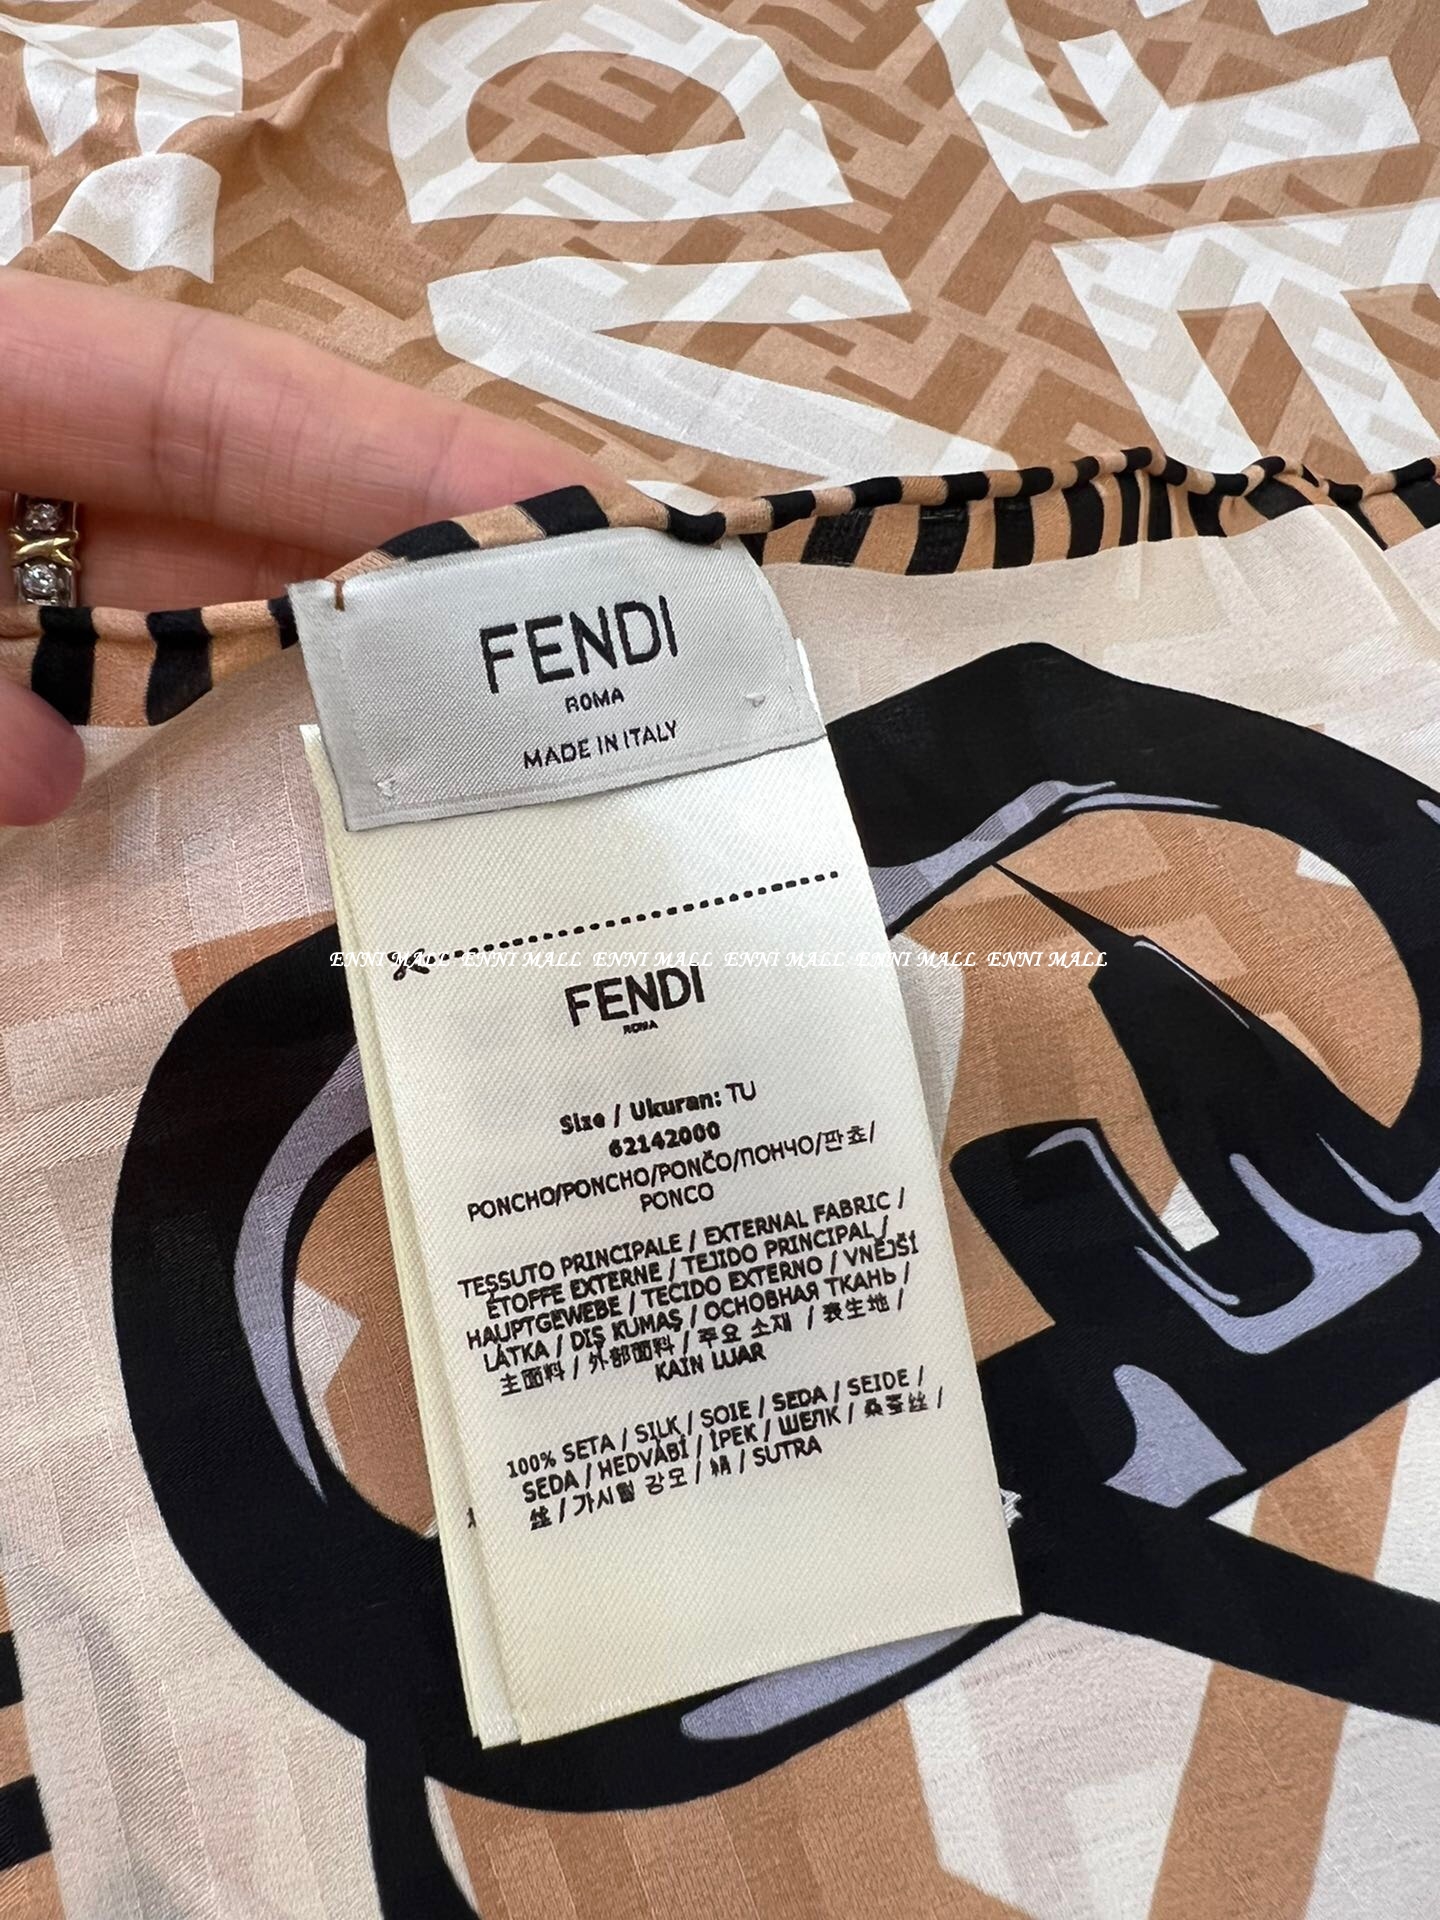 FENDI
ROMA
MADE IN ITALY
ENNI MALL ENNI MALL ENNI MALL ENNI MALL ENNI MALL ENNI MALL
FENDI
ROMA
Size / Ukuran: TU
62142000
PONCHO/PONCHO/PONČO/ПОНЧО/판초/
PONCO
TESSUTO PRINCIPALE / EXTERNAL FABRIC /
ÉTOFFE EXTERNE / TEJIDO PRINCIPAL /
HAUPTGEWEBE / TECIDO EXTERNO / VNĚJŠÍ
LÁTKA / DIŞ KUMAŞ / ОСНОВНАЯ ТКАНЬ /
主面料 / 外部面料 / 주요 소재 / 表生地 /
KAIN LUAR
100% SETA / SILK / SOIE / SEDA / SEIDE /
SEDA / HEDVÁBÍ / İPEK / ШЕЛК / 桑蚕丝 /
丝 / 가시털 강모 / 絹 / SUTRA